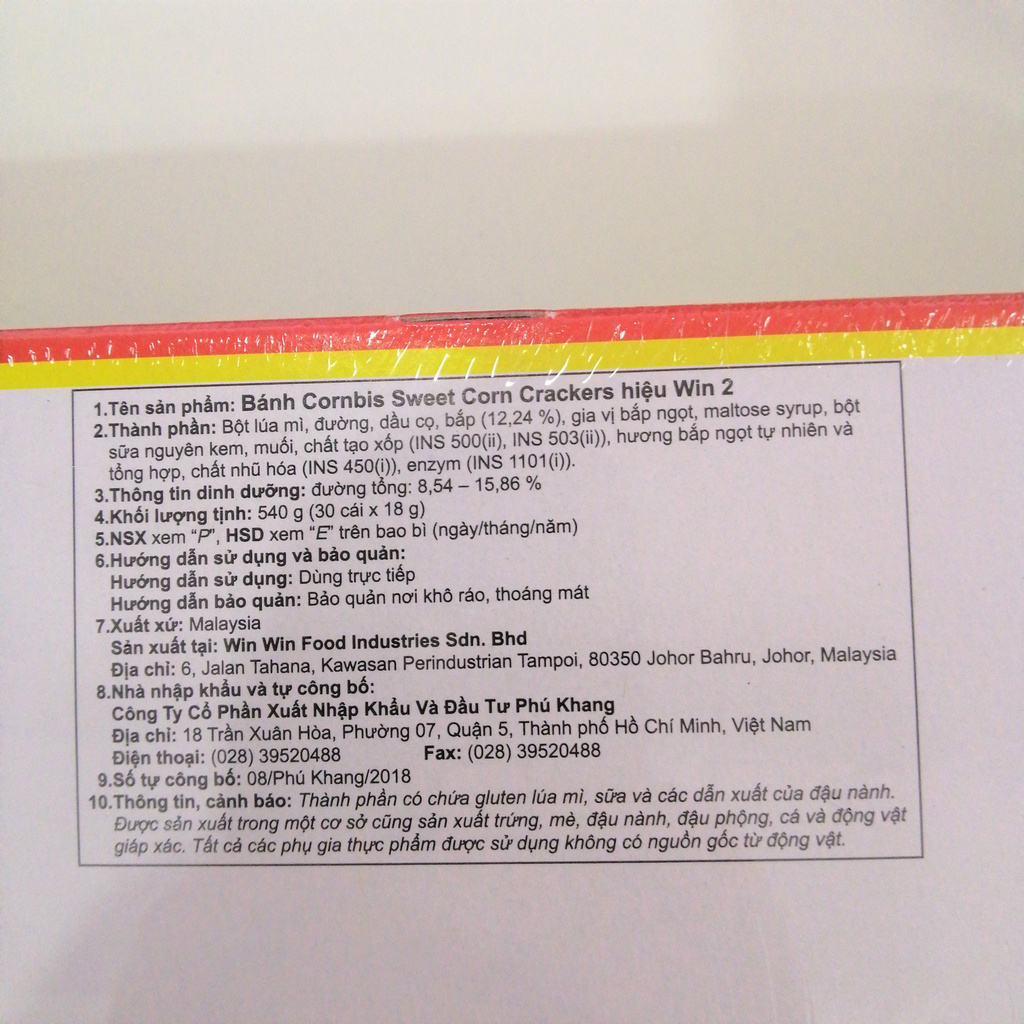 1.Tên sản phẩm: Bánh Cornbis Sweet Corn Crackers hiệu Win 2
2.Thành phần: Bột lúa mì, đường, dầu cọ, bắp (12,24 %), gia vị bắp ngọt, maltose syrup, bột
sữa nguyên kem, muối, chất tạo xốp (INS 500(ii), INS 503(ii)), hương bắp ngọt tự nhiên và
tổng hợp, chất nhũ hóa (INS 450(i)), enzym (INS 1101(i)).
3.Thông tin dinh dưỡng: đường tổng: 8,54 – 15,86 %
4.Khối lượng tịnh: 540 g (30 cái x 18 g)
5.NSX xem “P”, HSD xem “E” trên bao bì (ngày/tháng/năm)
6.Hướng dẫn sử dụng và bảo quản:
Hướng dẫn sử dụng: Dùng trực tiếp
Hướng dẫn bảo quản: Bảo quản nơi khô ráo, thoáng mát
7.Xuất xứ: Malaysia
Sản xuất tại: Win Win Food Industries Sdn. Bhd
Địa chỉ: 6, Jalan Tahana, Kawasan Perindustrian Tampoi, 80350 Johor Bahru, Johor, Malaysia
8.Nhà nhập khẩu và tự công bố:
Công Ty Cổ Phần Xuất Nhập Khẩu Và Đầu Tư Phú Khang
Địa chỉ: 18 Trần Xuân Hòa, Phường 07, Quận 5, Thành phố Hồ Chí Minh, Việt Nam
Điện thoại: (028) 39520488 Fax: (028) 39520488
9.Số tự công bố: 08/Phú Khang/2018
10.Thông tin, cảnh báo: Thành phần có chứa gluten lúa mì, sữa và các dẫn xuất của đậu nành.
Được sản xuất trong một cơ sở cũng sản xuất trứng, mè, đậu nành, đậu phộng, cá và động vật
giáp xác. Tất cả các phụ gia thực phẩm được sử dụng không có nguồn gốc từ động vật.